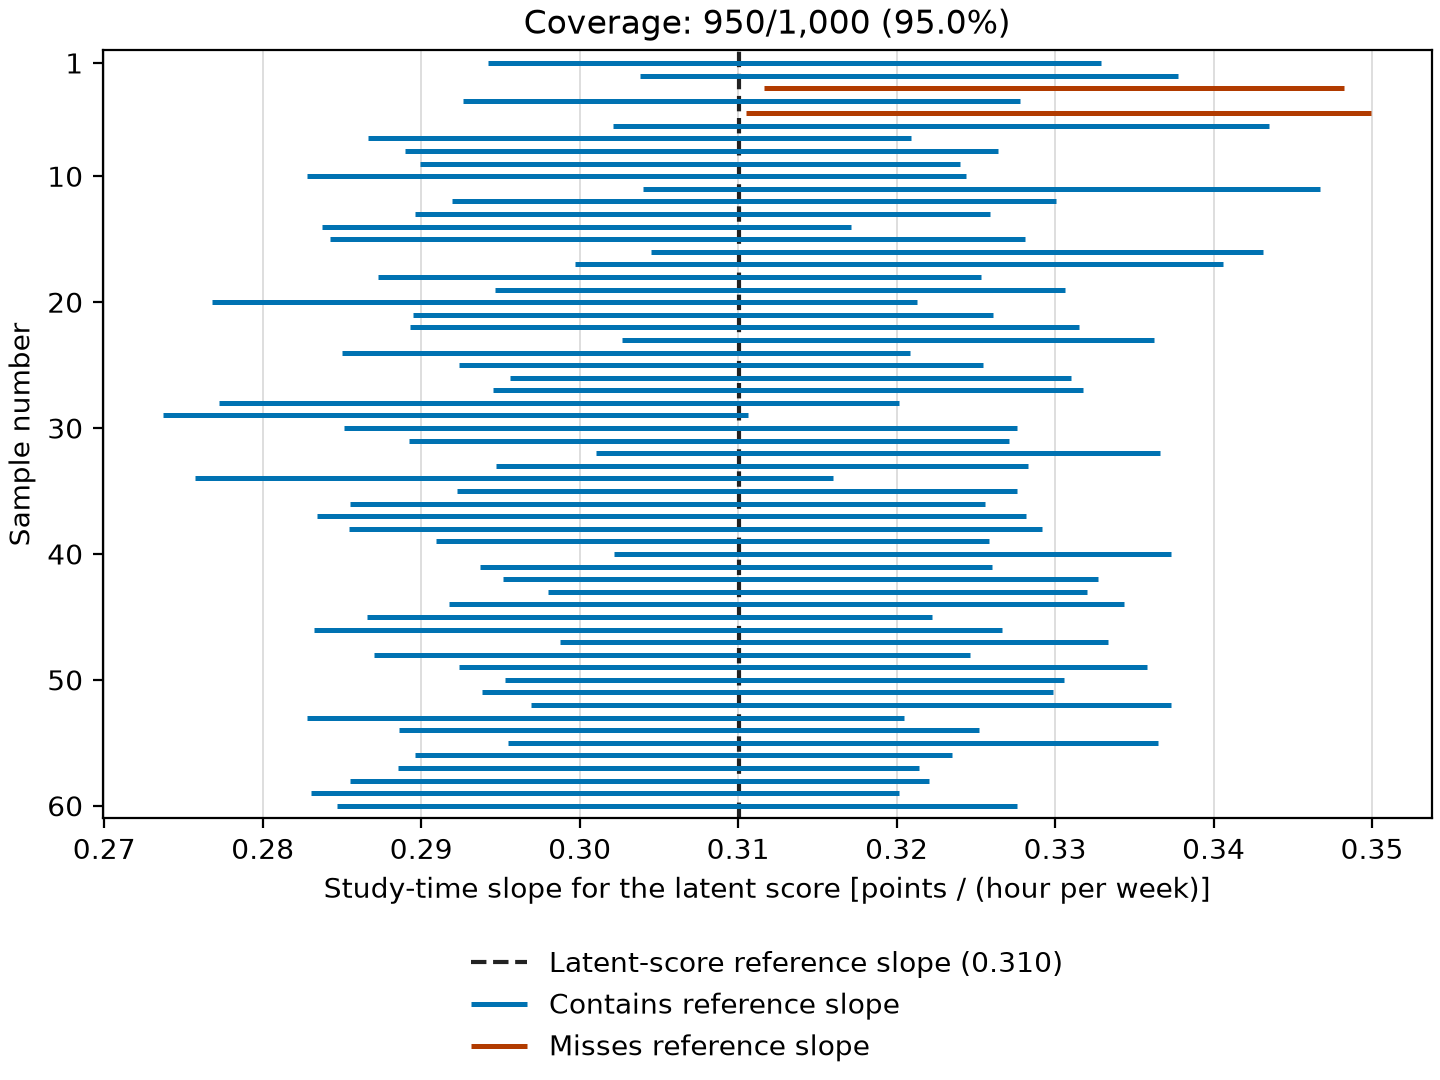 Coverage: 950/1,000 (95.0%)
Sample number
1
10
20
30
40
50
60
0.27 0.28 0.29 0.30 0.31 0.32 0.33 0.34 0.35
Study-time slope for the latent score [points / (hour per week)]
Latent-score reference slope (0.310)
Contains reference slope
Misses reference slope